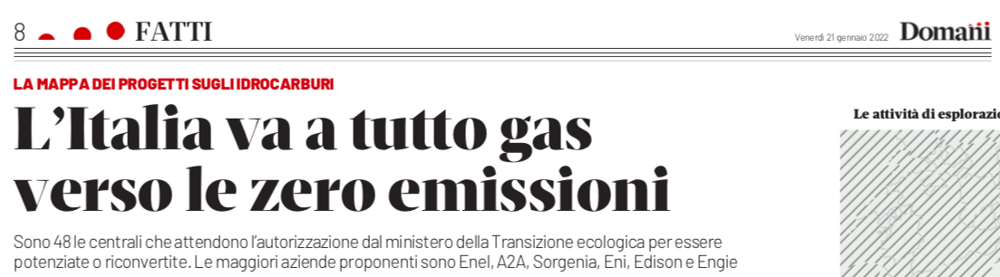 8 FATTI
Venerdì 21 gennaio 2022 Domani
LA MAPPA DEI PROGETTI SUGLI IDROCARBURI
L’Italia va a tutto gas
verso le zero emissioni
Sono 48 le centrali che attendono l’autorizzazione dal ministero della Transizione ecologica per essere
potenziate o riconvertite. Le maggiori aziende proponenti sono Enel, A2A, Sorgenia, Eni, Edison e Engie
Le attività di